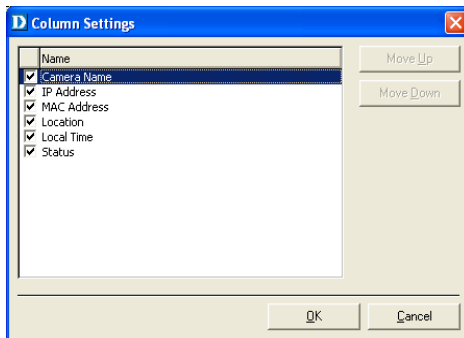 D Column Settings
Name
Move Up
Camera Name
IP Address
Move Down
MAC Address
Location
Local Time
Status
OK
Cancel